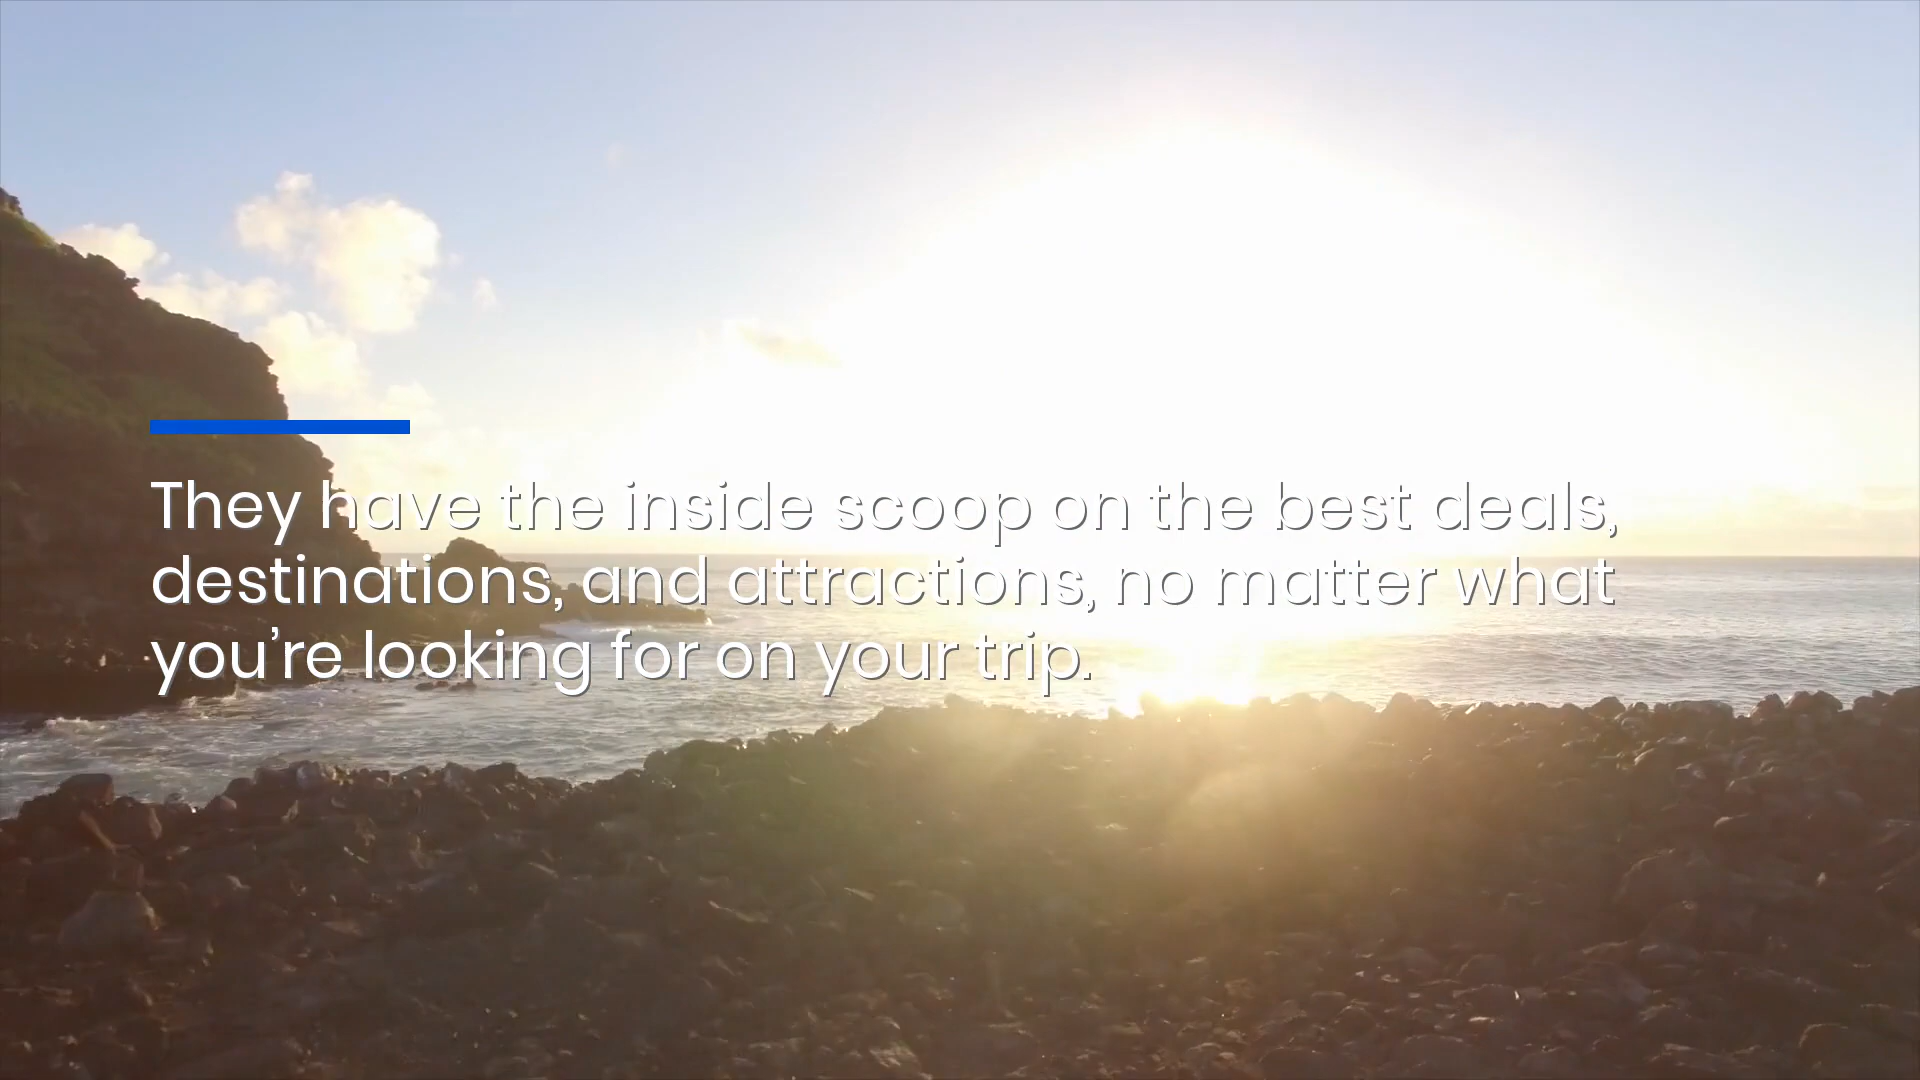 They have the inside scoop on the best deals,
destinations, and attractions, no matter what
you’re looking for on your trip.